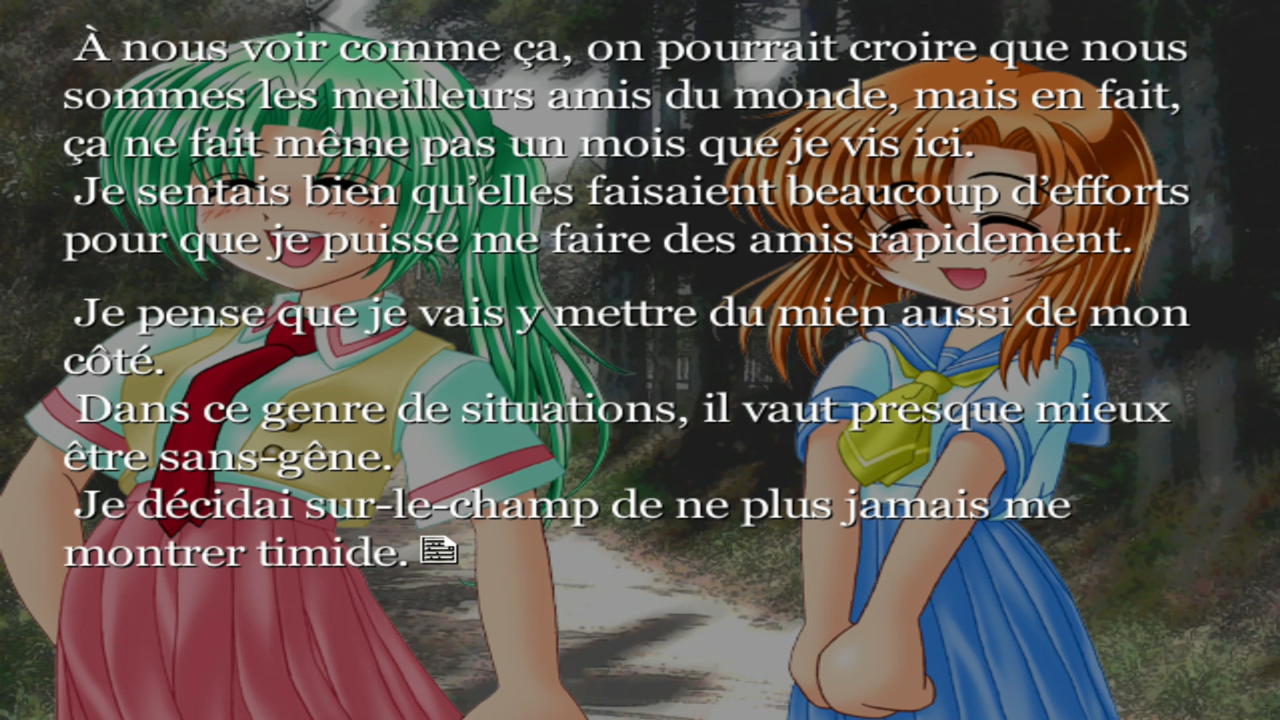 À nous voir comme ça, on pourrait croire que nous
sommes les meilleurs amis du monde, mais en fait,
ça ne fait même pas un mois que je vis ici.
Je sentais bien qu’elles faisaient beaucoup d’efforts
pour que je puisse me faire des amis rapidement.
Je pense que je vais y mettre du mien aussi de mon
côté.
Dans ce genre de situations, il vaut presque mieux
être sans-gêne.
Je décidai sur-le-champ de ne plus jamais me
montrer timide.